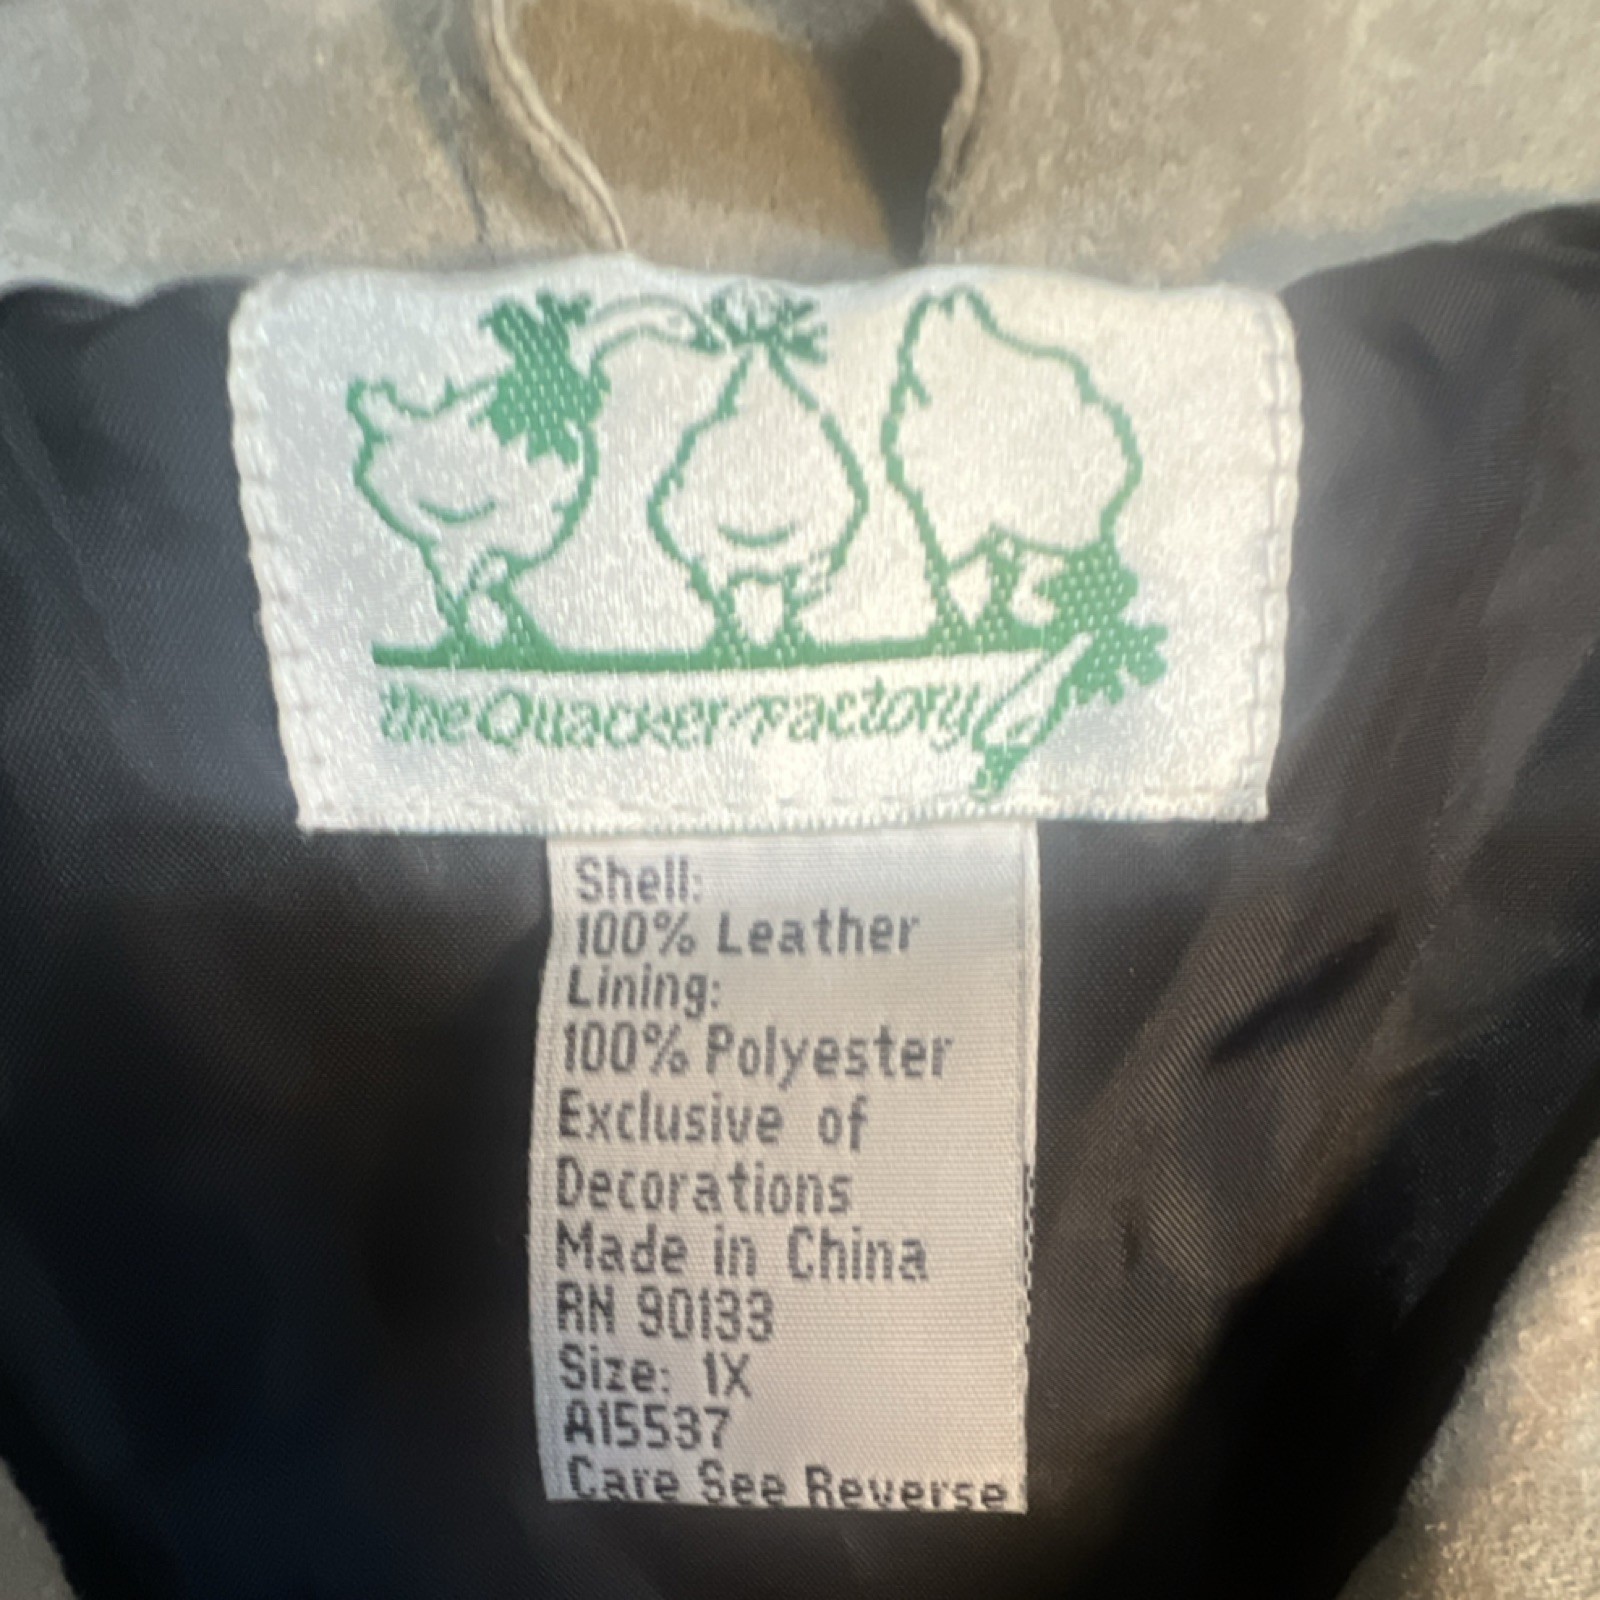 the Quacker Factory
Shell:
100% Leather
Lining:
100% Polyester
Exclusive of
Decorations
Made in China
RN 90133
Size: 1X
A15537
Care See Reverse